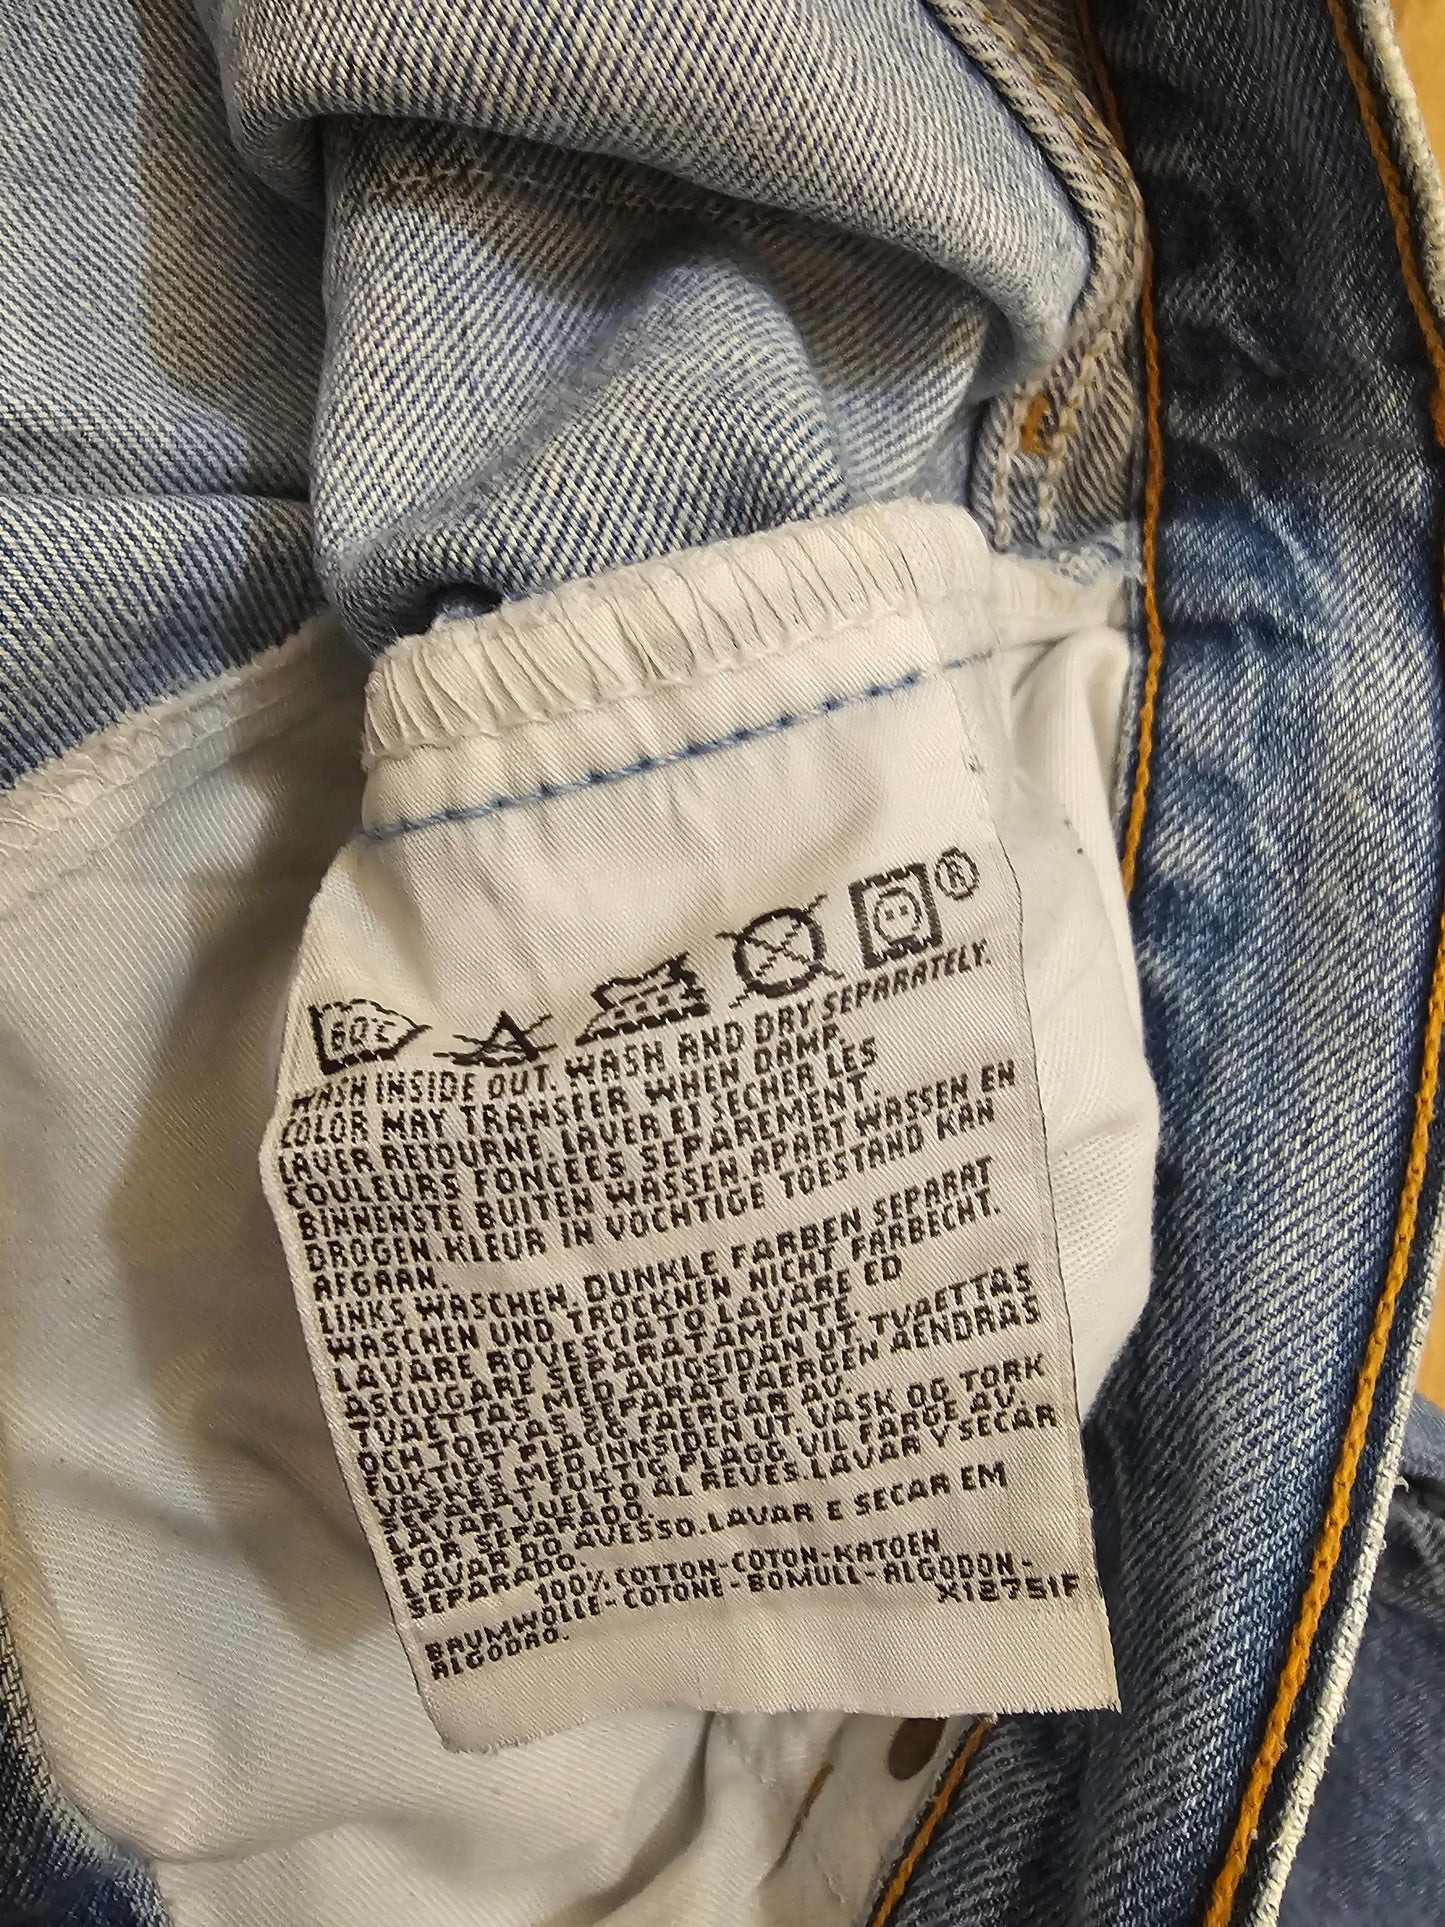 60°C
®
WASH INSIDE OUT. WASH AND DRY SEPARATELY.
COLOR MAY TRANSFER WHEN DAMP.
LAVER RETOURNE. LAVER ET SECHER LES
COULEURS FONCEES SEPAREMENT.
BINNENSTE BUITEN WASSEN. APART WASSEN EN
DROGEN. KLEUR IN VOCHTIGE TOESTAND KAN
AFGAAN.
LINKS WASCHEN. DUNKLE FARBEN SEPARAT
WASCHEN UND TROCKNEN NICHT FARBECHT.
LAVARE ROVESCIATO LAVARE ED
ASCIUGARE SEPARATAMENTE.
TVAETTAS MED AVIGSIDAN UT. TVAETTAS
OCH TORKAS SEPARAT FAERGEN AENDRAS
FUKTIGT PLAGG FAERGAR AV.
VASKES MED INNSIDEN UT. VASK OG TORK
SEPARAT FUKTIG PLAGG VIL FARGE AV
LAVAR VUELTO AL REVES. LAVAR Y SECAR
POR SEPARADO.
LAVAR DO AVESSO. LAVAR E SECAR EM
SEPARADO.
100% COTTON-COTON-KATOEN
BAUMWOLLE-COTONE-BOMULL-ALGODON-
ALGODAO.
X12751F